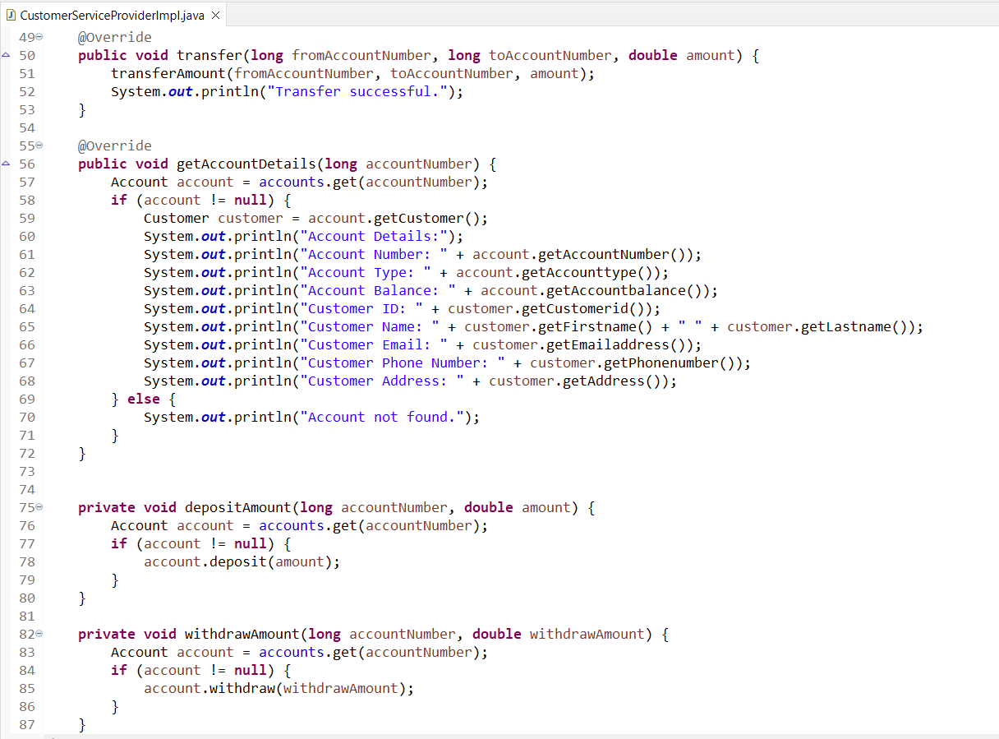 CustomerServiceProviderImpl.java
49 @Override
50 public void transfer(long fromAccountNumber, long toAccountNumber, double amount) {
51 transferAmount(fromAccountNumber, toAccountNumber, amount);
52 System.out.println("Transfer successful.");
53 }
54
55 @Override
56 public void getAccountDetails(long accountNumber) {
57 Account account = accounts.get(accountNumber);
58 if (account != null) {
59 Customer customer = account.getCustomer();
60 System.out.println("Account Details:");
61 System.out.println("Account Number: " + account.getAccountNumber());
62 System.out.println("Account Type: " + account.getAccounttype());
63 System.out.println("Account Balance: " + account.getAccountbalance());
64 System.out.println("Customer ID: " + customer.getCustomerid());
65 System.out.println("Customer Name: " + customer.getFirstname() + " " + customer.getLastname());
66 System.out.println("Customer Email: " + customer.getEmailaddress());
67 System.out.println("Customer Phone Number: " + customer.getPhonenumber());
68 System.out.println("Customer Address: " + customer.getAddress());
69 } else {
70 System.out.println("Account not found.");
71 }
72 }
73
74
75 private void depositAmount(long accountNumber, double amount) {
76 Account account = accounts.get(accountNumber);
77 if (account != null) {
78 account.deposit(amount);
79 }
80 }
81
82 private void withdrawAmount(long accountNumber, double withdrawAmount) {
83 Account account = accounts.get(accountNumber);
84 if (account != null) {
85 account.withdraw(withdrawAmount);
86 }
87 }